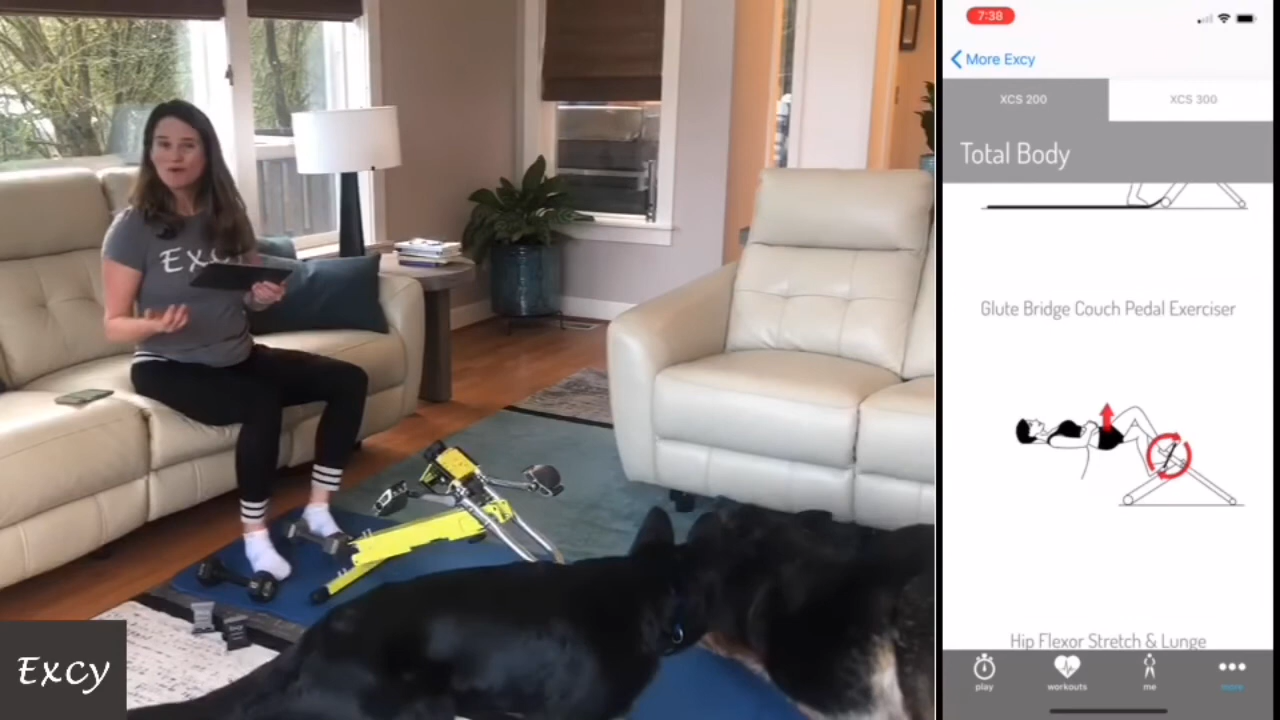 7:38
More Excy
XCS 200
XCS 300
Total Body
Glute Bridge Couch Pedal Exerciser
Hip Flexor Stretch & Lunge
play
workouts
me
more
Excy